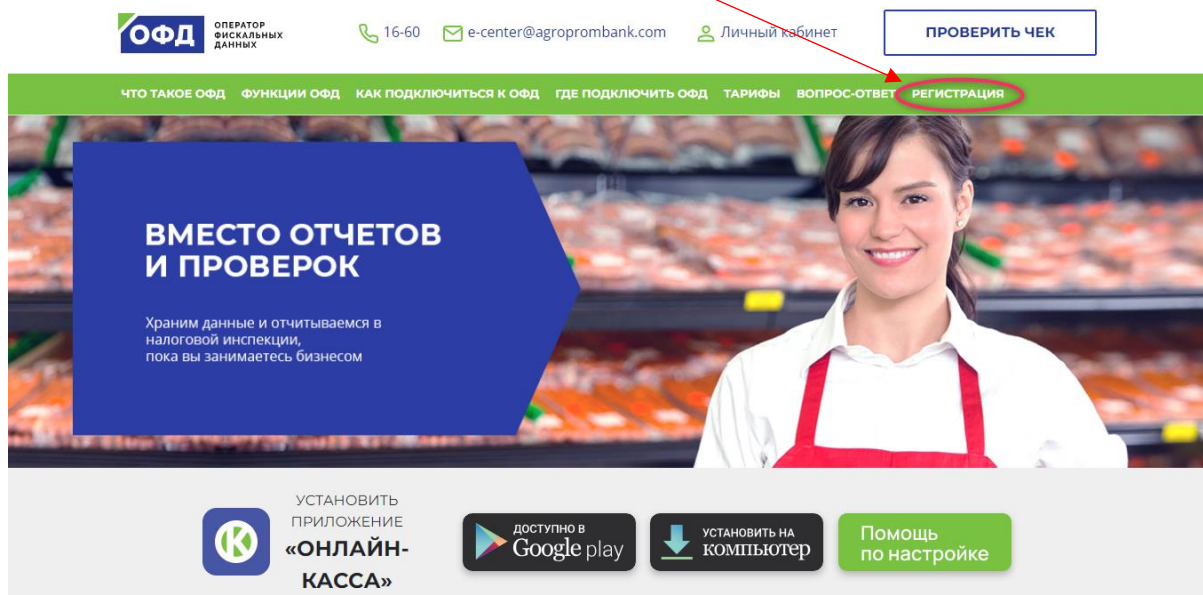 ОФД
ОПЕРАТОР
ФИСКАЛЬНЫХ
ДАННЫХ
16-60
e-center@agroprombank.com
Личный кабинет
ПРОВЕРИТЬ ЧЕК
ЧТО ТАКОЕ ОФД ФУНКЦИИ ОФД КАК ПОДКЛЮЧИТЬСЯ К ОФД ГДЕ ПОДКЛЮЧИТЬ ОФД ТАРИФЫ ВОПРОС-ОТВЕТ РЕГИСТРАЦИЯ
ВМЕСТО ОТЧЕТОВ
И ПРОВЕРОК
Храним данные и отчитываемся в
налоговой инспекции,
пока вы занимаетесь бизнесом
К
УСТАНОВИТЬ
ПРИЛОЖЕНИЕ
«ОНЛАЙН-
КАССА»
ДОСТУПНО В
Google play
УСТАНОВИТЬ НА
КОМПЬЮТЕР
Помощь
по настройке